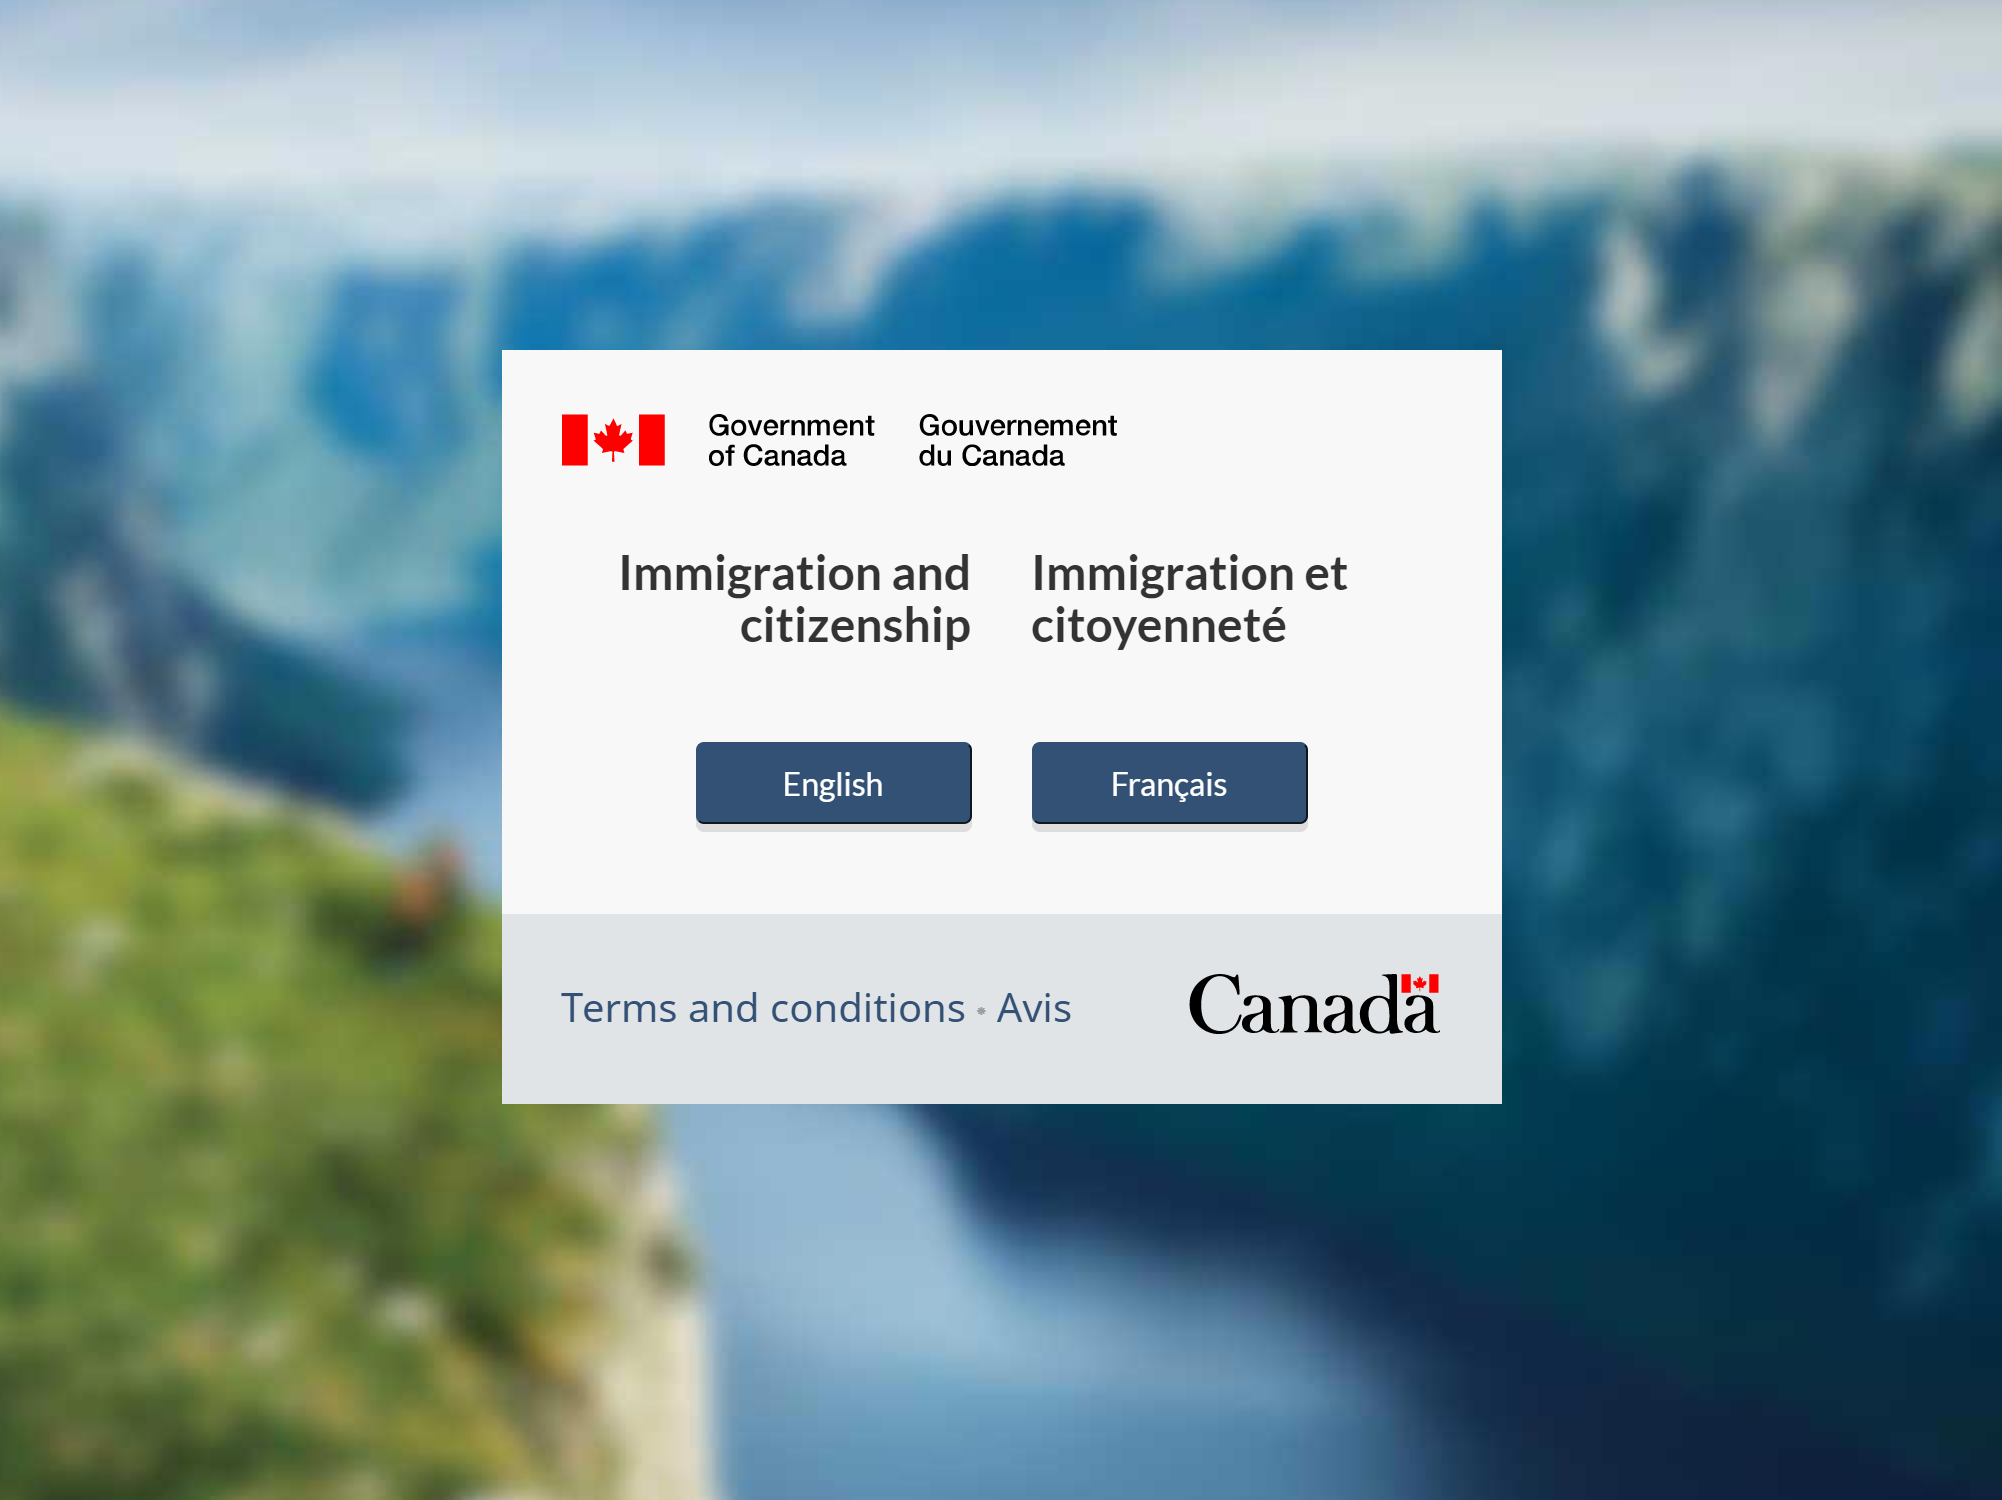 Government of Canada
Gouvernement du Canada
Immigration and citizenship
Immigration et citoyenneté
English
Français
Terms and conditions • Avis
Canada